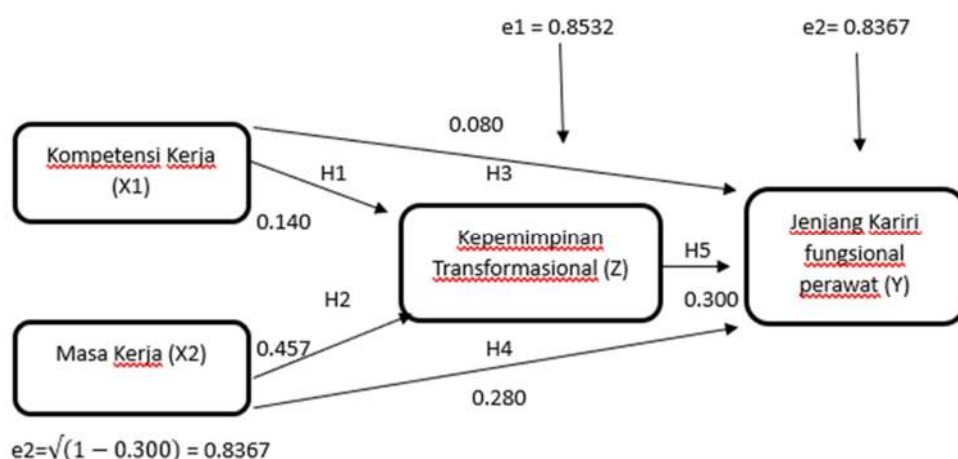 e1 = 0.8532
e2= 0.8367
0.080
Kompetensi Kerja
(X1)
H1
H3
0.140
Kepemimpinan
Transformasional (Z)
H5
0.300
Jenjang Kariri
fungsional
perawat (Y)
H2
Masa Kerja (X2)
0.457
H4
0.280
e2=√(1 − 0.300) = 0.8367